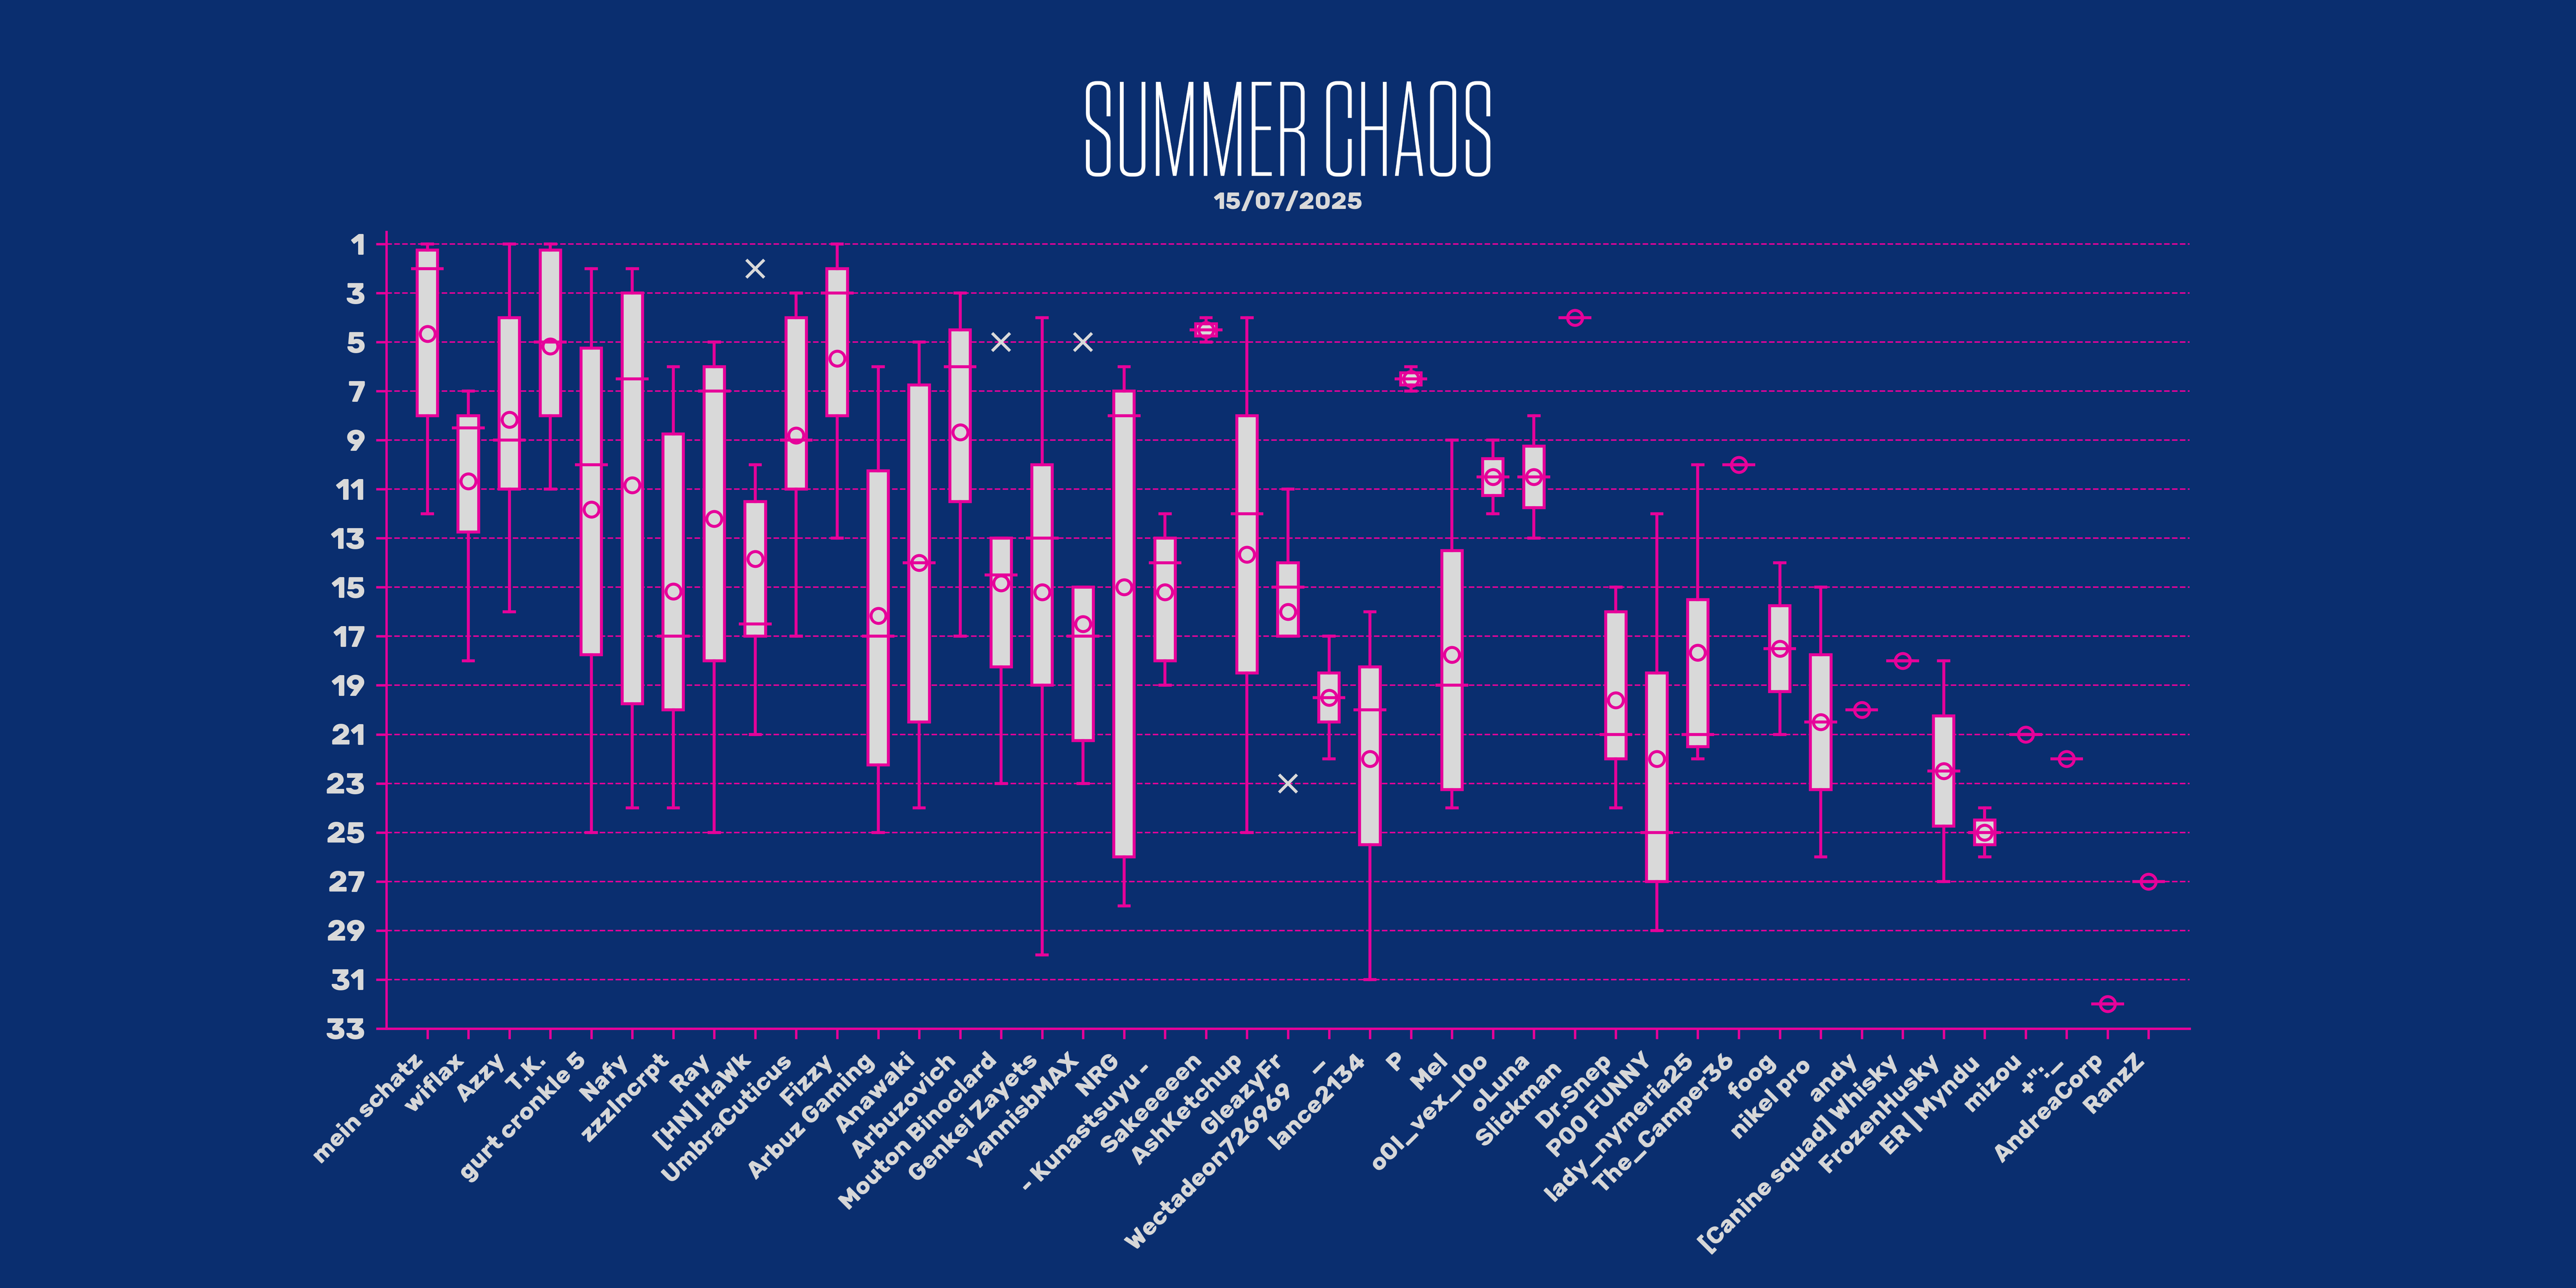 SUMMER CHAOS
15/07/2025
1
3
5
7
9
11
13
15
17
19
21
23
25
27
29
31
33
mein schatz
wiflax
Azzy
T.K.
gurt cronkle 5
Nafy
zzzIncrpt
Ray
[HN] HaWk
UmbraCuticus
Fizzy
Arbuz Gaming
Anawaki
Arbuzovich
Mouton Binoclard
Genkei Zayets
yannisbMAX
NRG
- Kunastsuyu -
Sakeeeeen
AshKetchup
GleazyFr
Wectadeon726969 _
lance2134
P
Mel
o0l_vex_l0o
oLuna
Slickman
Dr.Snep
P00 FUNNY
lady_nymeria25
The_Camper36
foog
nikel pro
andy
[Canine squad] Whisky
FrozenHusky
ER | Myndu
mizou
+":._
AndreaCorp
RanzZ